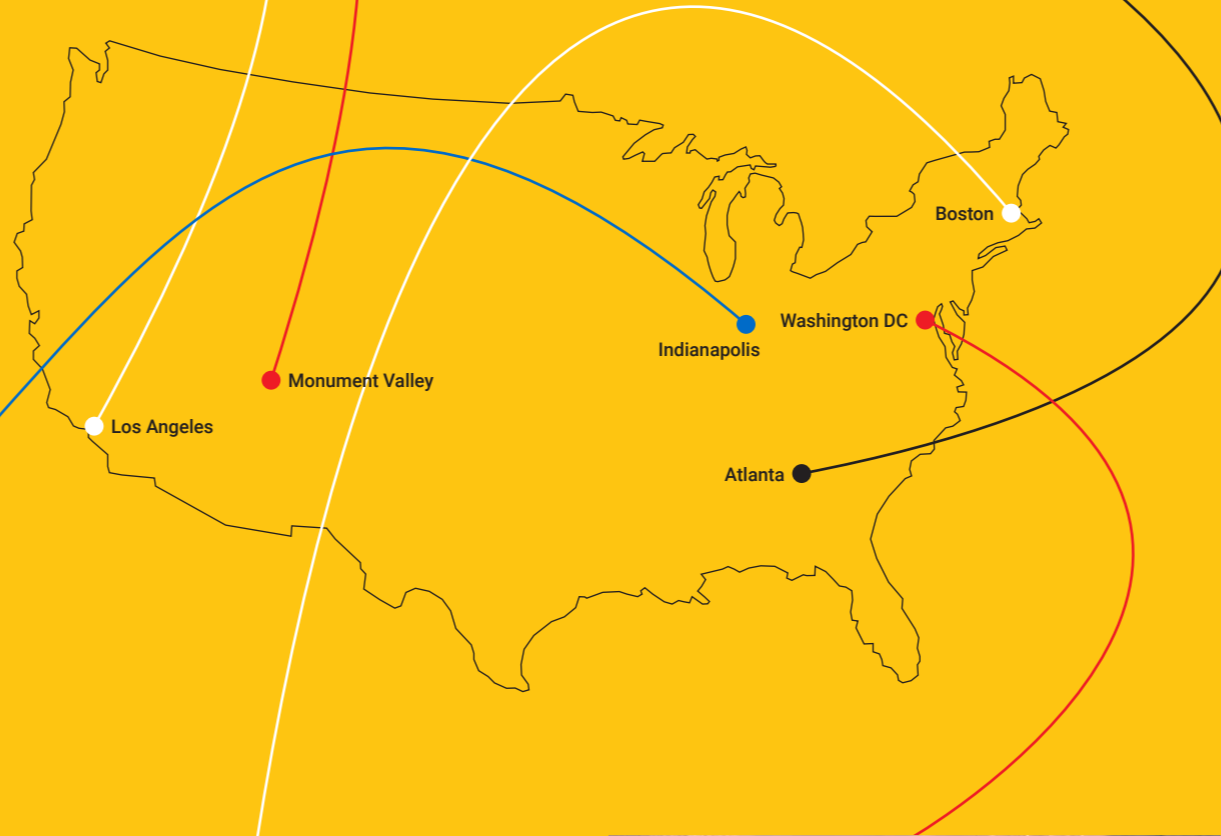 Boston
Washington DC
Indianapolis
Monument Valley
Los Angeles
Atlanta